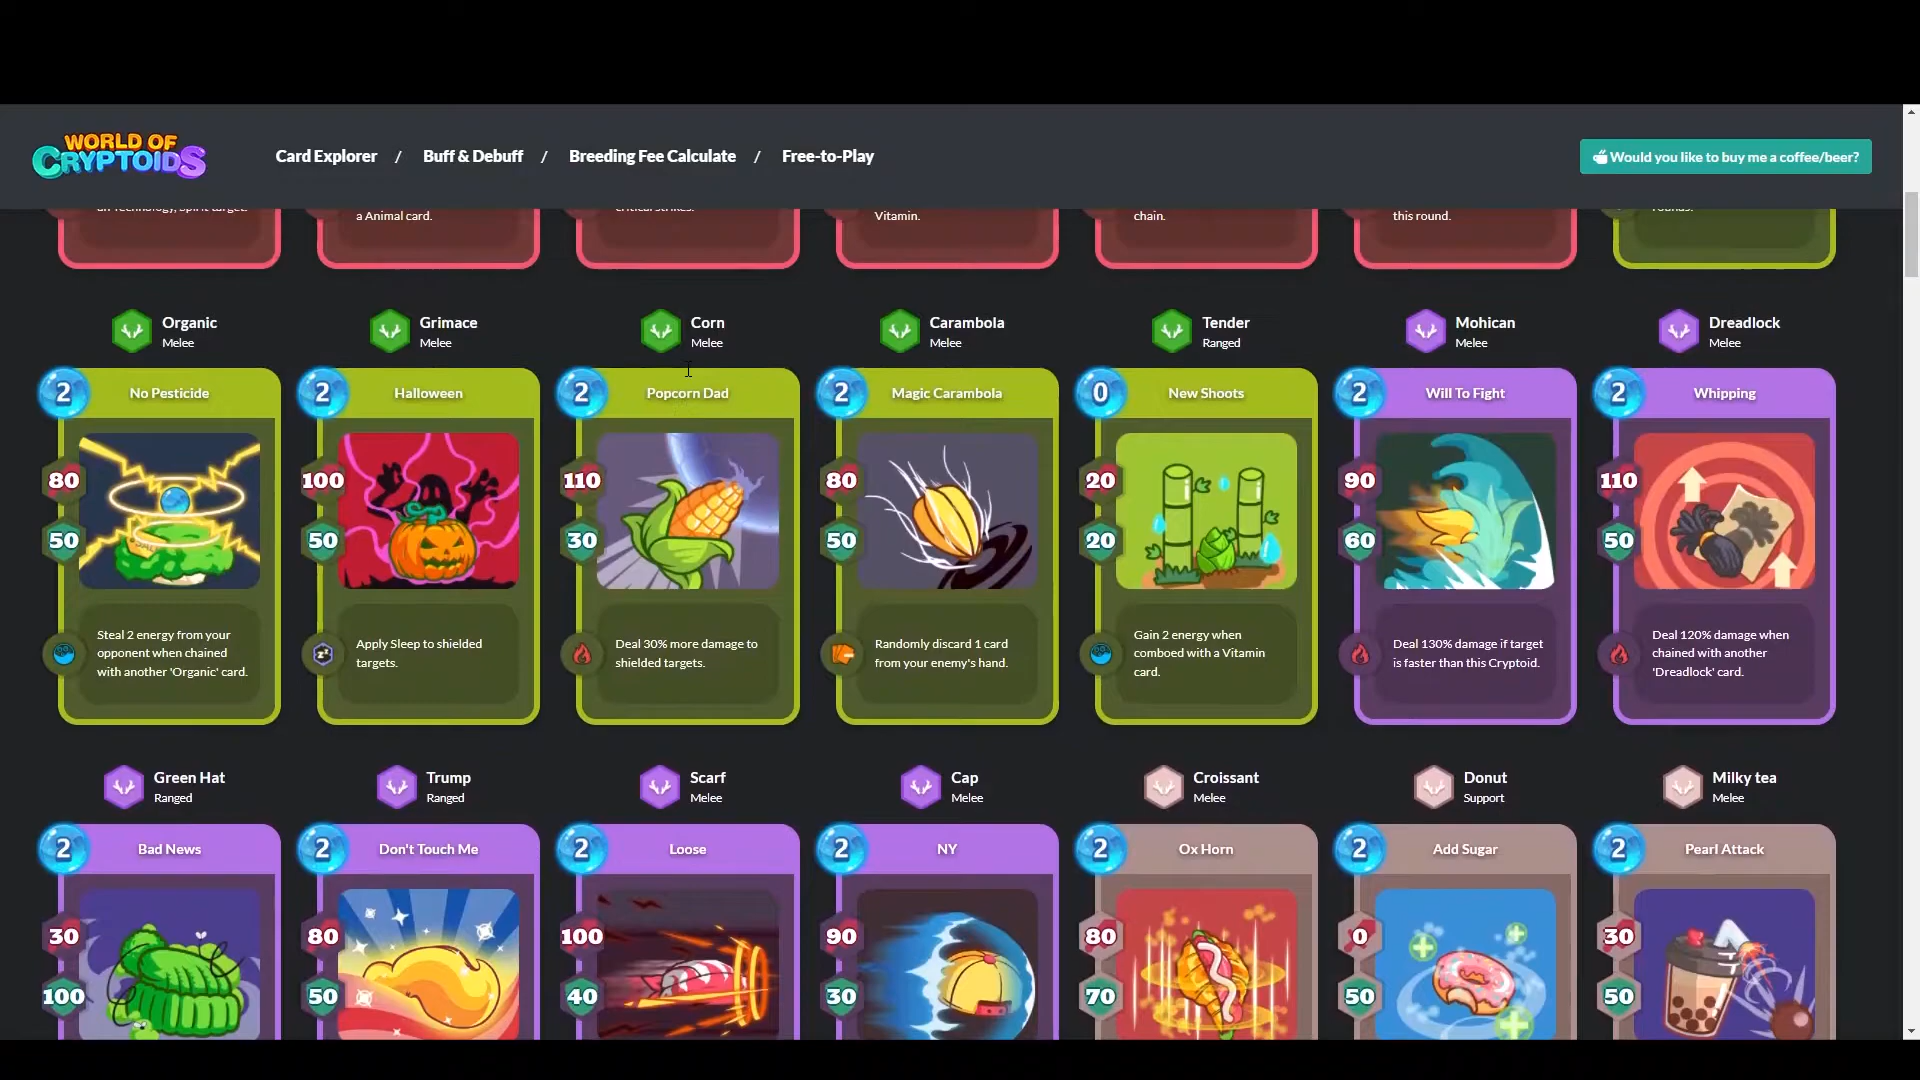 WORLD OF
CRYPTOIDS
Card Explorer / Buff & Debuff / Breeding Fee Calculate / Free-to-Play
Would you like to buy me a coffee/beer?
a Animal card.
Vitamin.
chain.
this round.
Organic
Melee
Grimace
Melee
Corn
Melee
Carambola
Melee
Tender
Ranged
Mohican
Melee
Dreadlock
Melee
2 No Pesticide
80
50
Steal 2 energy from your
opponent when chained
with another 'Organic' card.
2 Halloween
100
50
Apply Sleep to shielded
targets.
2 Popcorn Dad
110
30
Deal 30% more damage to
shielded targets.
2 Magic Carambola
80
50
Randomly discard 1 card
from your enemy's hand.
0 New Shoots
20
20
Gain 2 energy when
comboed with a Vitamin
card.
2 Will To Fight
90
60
Deal 130% damage if target
is faster than this Cryptoid.
2 Whipping
110
50
Deal 120% damage when
chained with another
'Dreadlock' card.
Green Hat
Ranged
Trump
Ranged
Scarf
Melee
Cap
Melee
Croissant
Melee
Donut
Support
Milky tea
Melee
2 Bad News
30
100
2 Don't Touch Me
80
50
2 Loose
100
40
2 NY
90
30
2 Ox Horn
80
70
2 Add Sugar
0
50
2 Pearl Attack
30
50